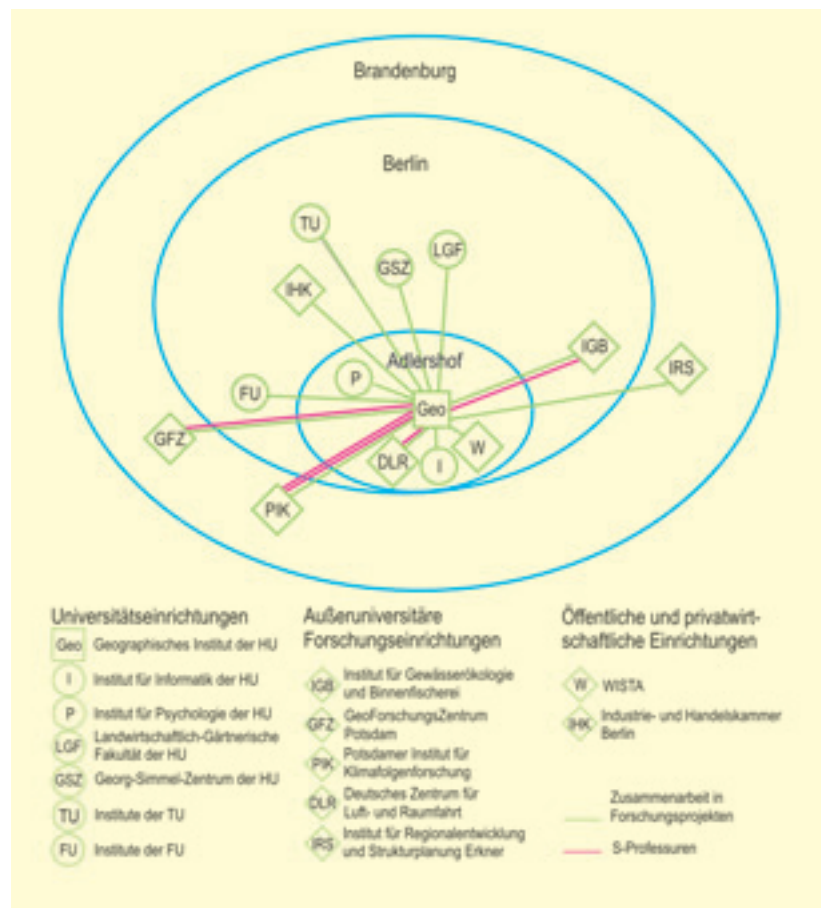 Brandenburg
Berlin
TU
GSZ
LGF
IHK
Adlershof
IGB
IRS
P
FU
Geo
GFZ
DLR
I
W
PIK
Universitätseinrichtungen
Geo Geographisches Institut der HU
I Institut für Informatik der HU
P Institut für Psychologie der HU
LGF Landwirtschaftlich-Gärtnerische
Fakultät der HU
GSZ Georg-Simmel-Zentrum der HU
TU Institute der TU
FU Institute der FU
Außeruniversitäre
Forschungseinrichtungen
IGB Institut für Gewässerökologie
und Binnenfischerei
GFZ GeoForschungsZentrum
Potsdam
PIK Potsdamer Institut für
Klimafolgenforschung
DLR Deutsches Zentrum für
Luft- und Raumfahrt
IRS Institut für Regionalentwicklung
und Strukturplanung Erkner
Öffentliche und privatwirt-
schaftliche Einrichtungen
W WISTA
IHK Industrie- und Handelskammer
Berlin
Zusammenarbeit in
Forschungsprojekten
S-Professuren